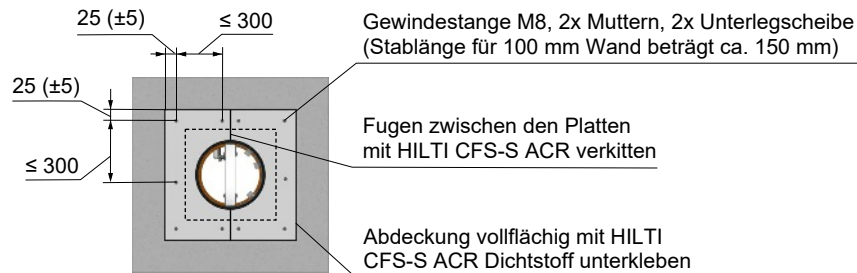 25 (±5)
≤ 300
25 (±5)
≤ 300
Gewindestange M8, 2x Muttern, 2x Unterlegscheibe
(Stablänge für 100 mm Wand beträgt ca. 150 mm)
Fugen zwischen den Platten
mit HILTI CFS-S ACR verkitten
Abdeckung vollflächig mit HILTI
CFS-S ACR Dichtstoff unterkleben